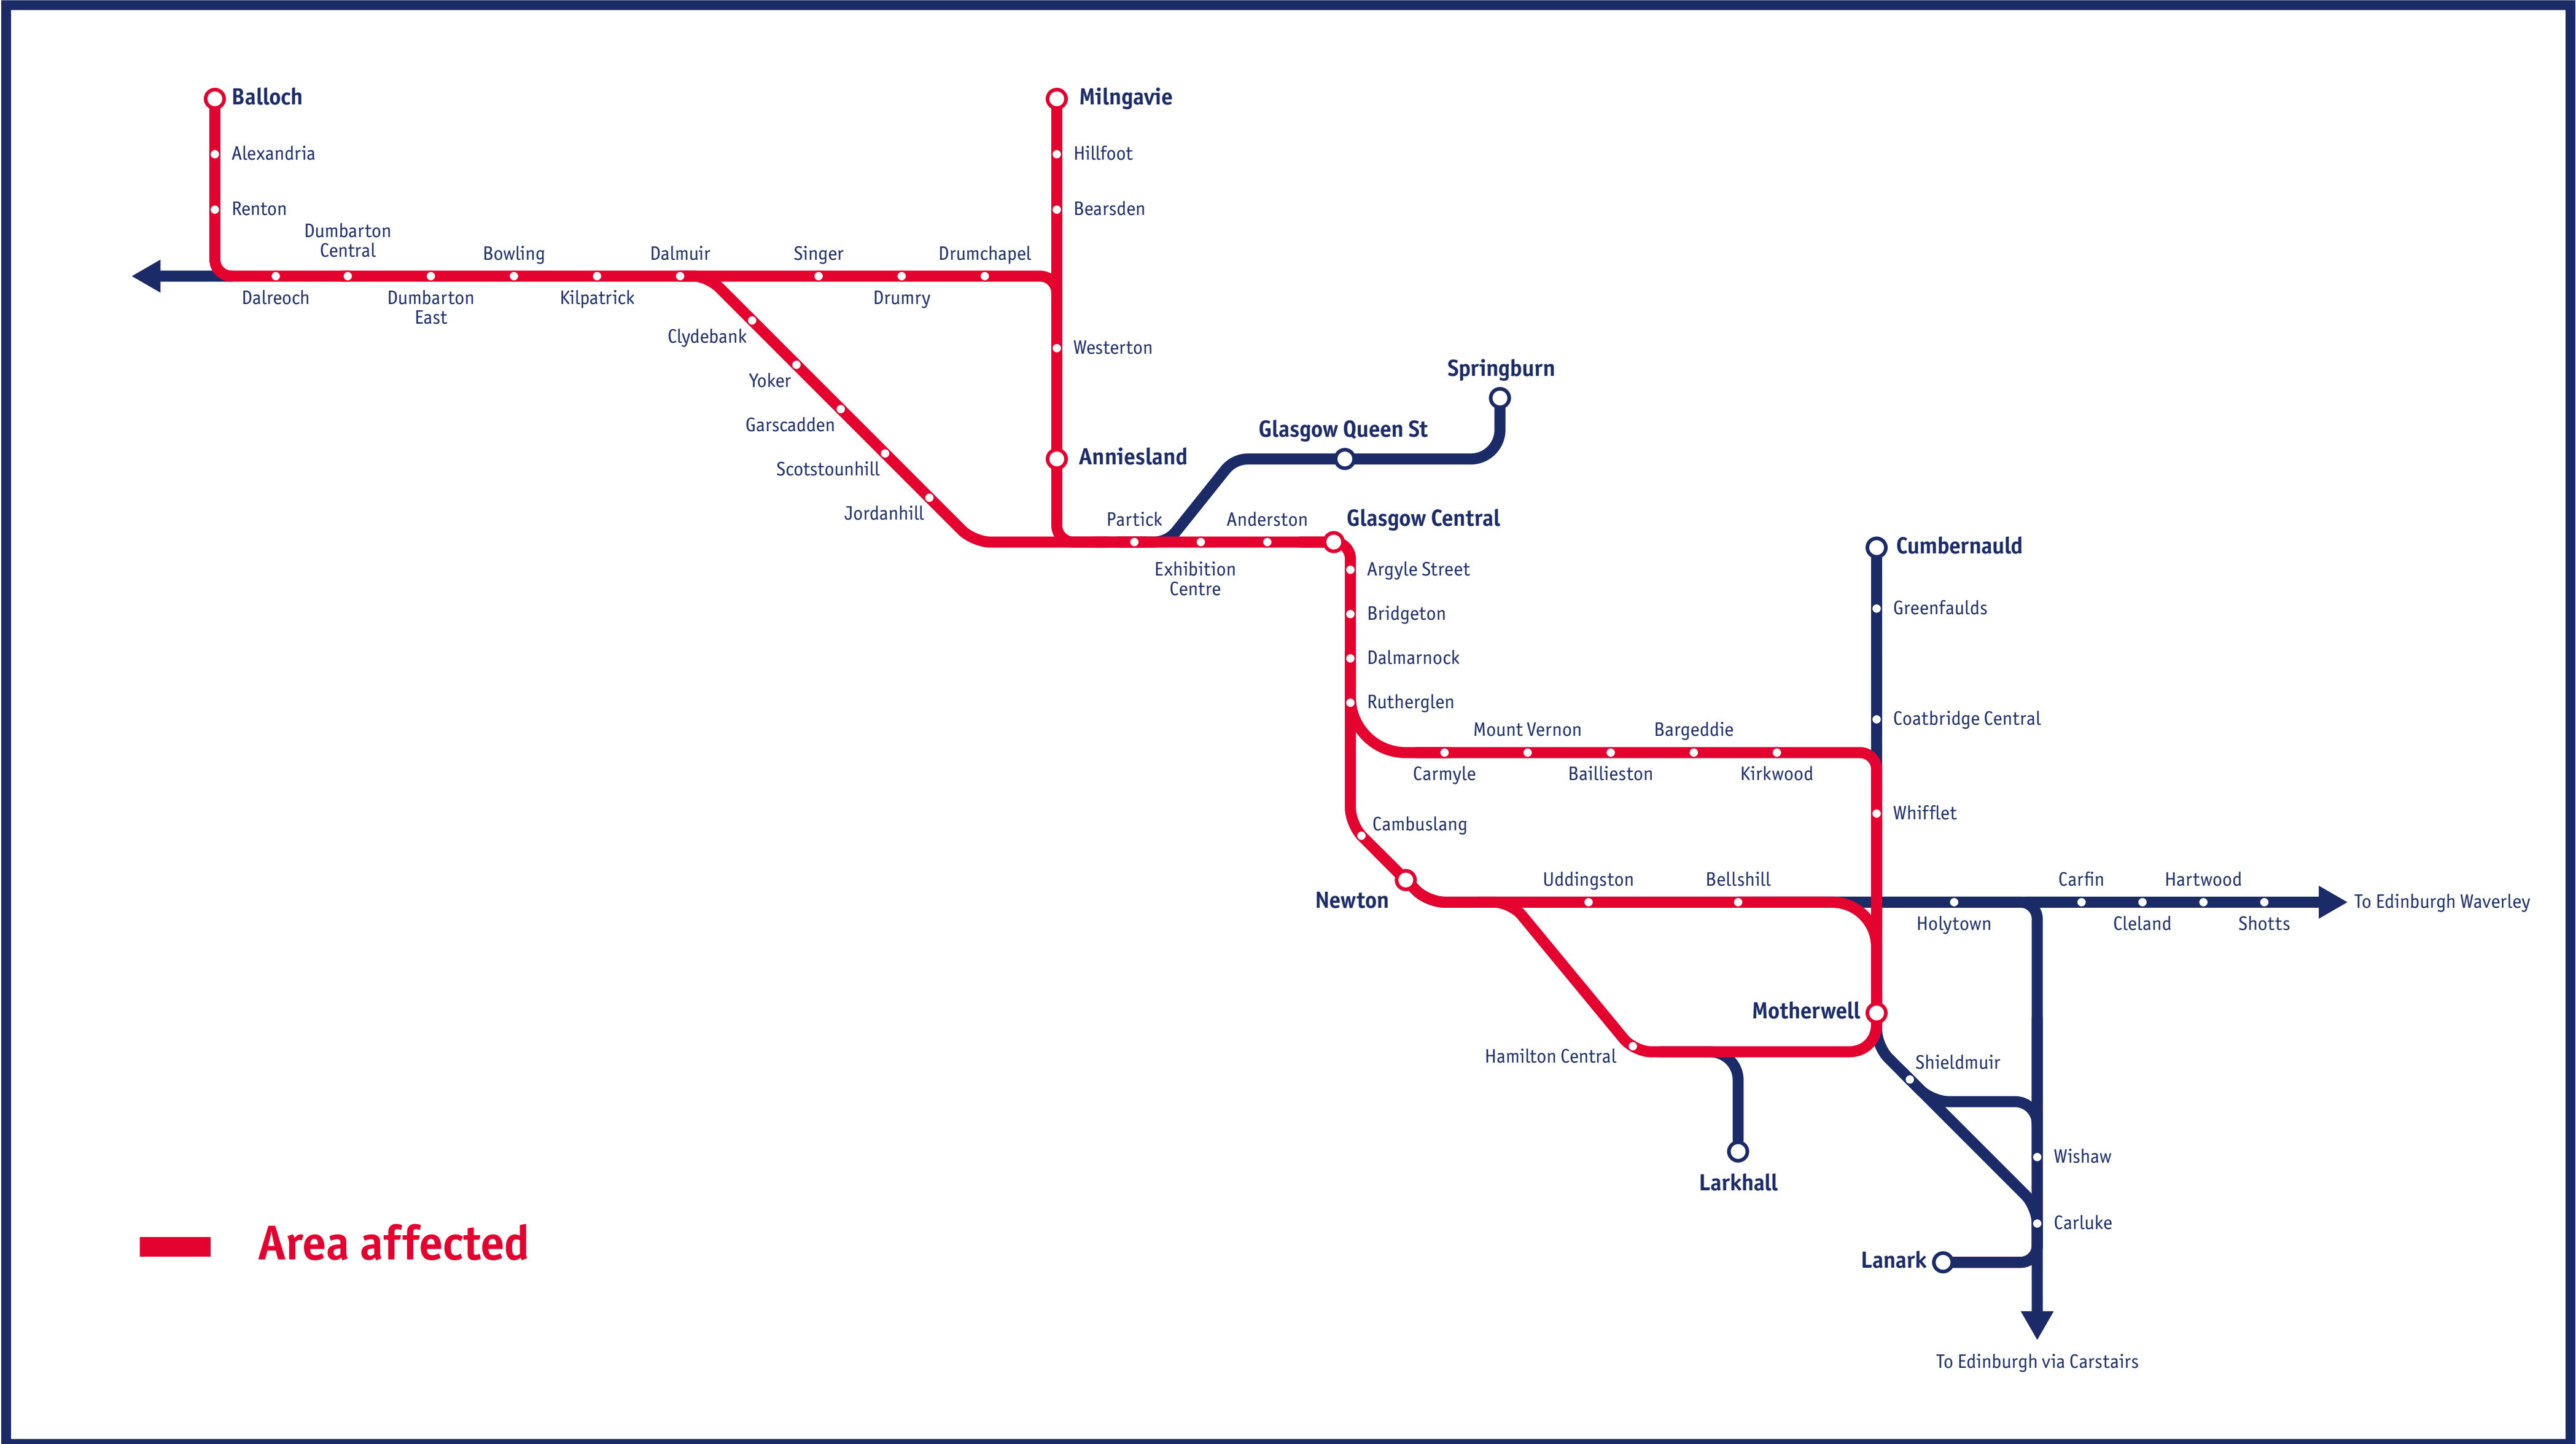 Balloch
Milngavie
Alexandria
Hillfoot
Renton
Bearsden
Dumbarton
Central
Bowling
Dalmuir
Singer
Drumchapel
Dalreoch
Dumbarton
East
Kilpatrick
Drumry
Clydebank
Westerton
Yoker
Springburn
Garscadden
Glasgow Queen St
Scotstounhill
Anniesland
Jordanhill
Partick
Anderston
Glasgow Central
Exhibition
Centre
Cumbernauld
Argyle Street
Bridgeton
Greenfaulds
Dalmarnock
Rutherglen
Mount Vernon
Bargeddie
Coatbridge Central
Carmyle
Baillieston
Kirkwood
Cambuslang
Whifflet
Newton
Uddingston
Bellshill
Carfin
Hartwood
To Edinburgh Waverley
Holytown
Cleland
Shotts
Motherwell
Hamilton Central
Shieldmuir
Larkhall
Wishaw
Carluke
Lanark
Area affected
To Edinburgh via Carstairs